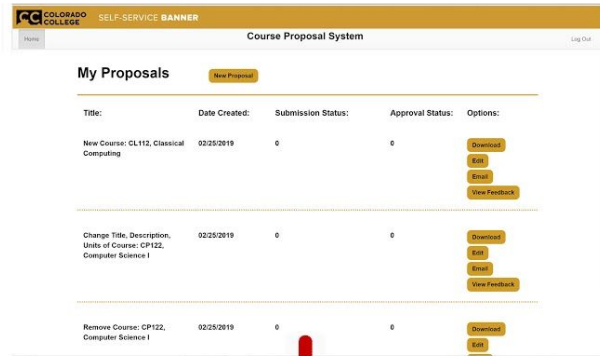 CC COLORADO COLLEGE SELF-SERVICE BANNER
Home Course Proposal System Log Out
My Proposals New Proposal
Title: Date Created: Submission Status: Approval Status: Options:
New Course: CL112, Classical 02/25/2019 0 0 Download
Computing
Edit
Email
View Feedback
Change Title, Description, 02/25/2019 0 0 Download
Units of Course: CP122,
Computer Science I
Edit
Email
View Feedback
Remove Course: CP122, 02/25/2019 0 0 Download
Computer Science I
Edit